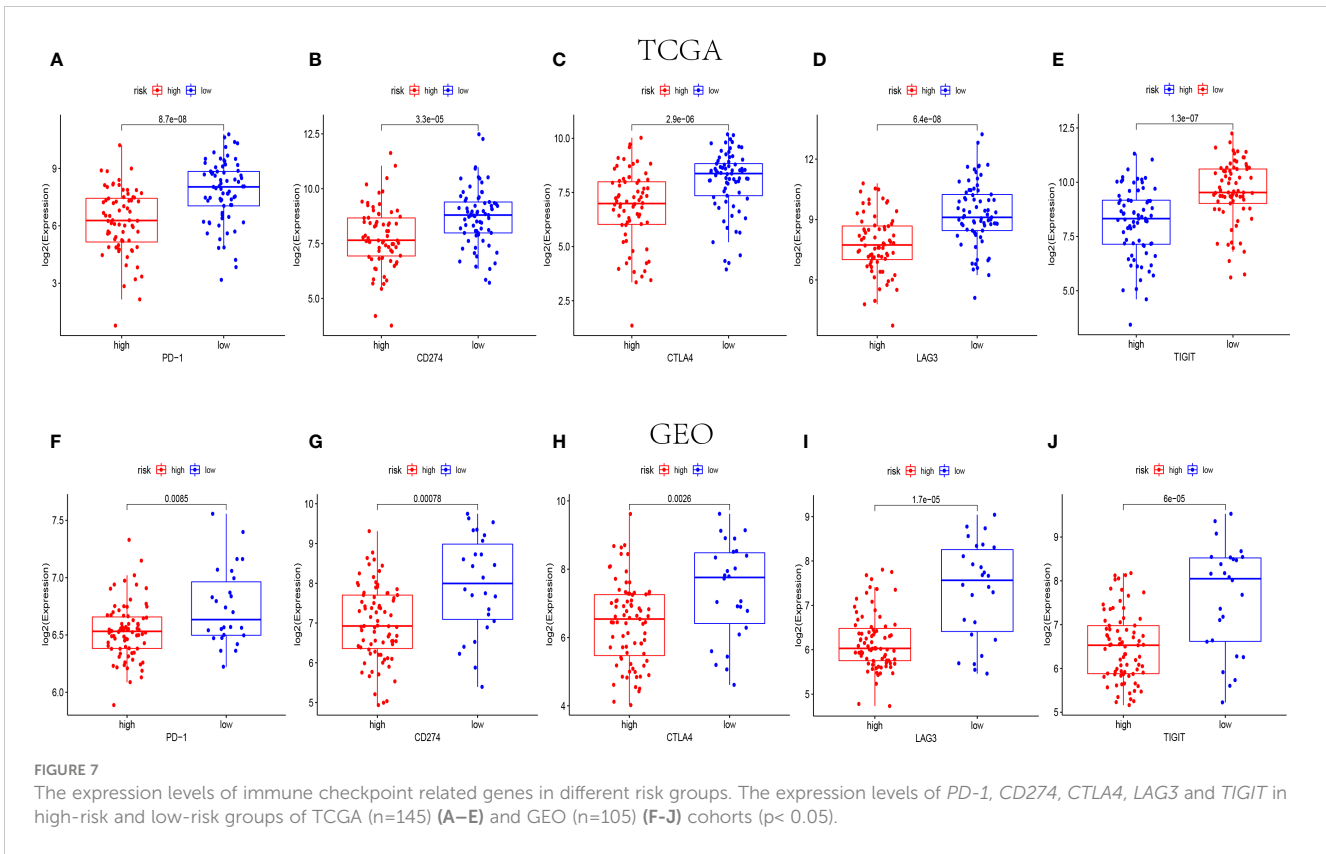 TCGA
A
B
C
D
E
risk high low
risk high low
risk high low
risk high low
risk high low
8.7e-08
3.3e-05
2.9e-06
6.4e-08
1.3e-07
log2(Expression)
9
6
3
high low
PD-1
log2(Expression)
12.5
10.0
7.5
5.0
high low
CD274
log2(Expression)
10.0
7.5
5.0
2.5
high low
CTLA4
log2(Expression)
12
9
6
high low
LAG3
log2(Expression)
12.5
10.0
7.5
5.0
high low
TIGIT
GEO
F
G
H
I
J
risk high low
risk high low
risk high low
risk high low
risk high low
0.0085
0.00078
0.0026
1.7e-05
6e-05
log2(Expression)
7.5
7.0
6.5
6.0
high low
PD-1
log2(Expression)
10
9
8
7
6
5
high low
CD274
log2(Expression)
10
8
6
4
high low
CTLA4
log2(Expression)
9
8
7
6
5
high low
LAG3
log2(Expression)
9
8
7
6
5
high low
TIGIT
FIGURE 7
The expression levels of immune checkpoint related genes in different risk groups. The expression levels of PD-1, CD274, CTLA4, LAG3 and TIGIT in
high-risk and low-risk groups of TCGA (n=145) (A–E) and GEO (n=105) (F-J) cohorts (p< 0.05).